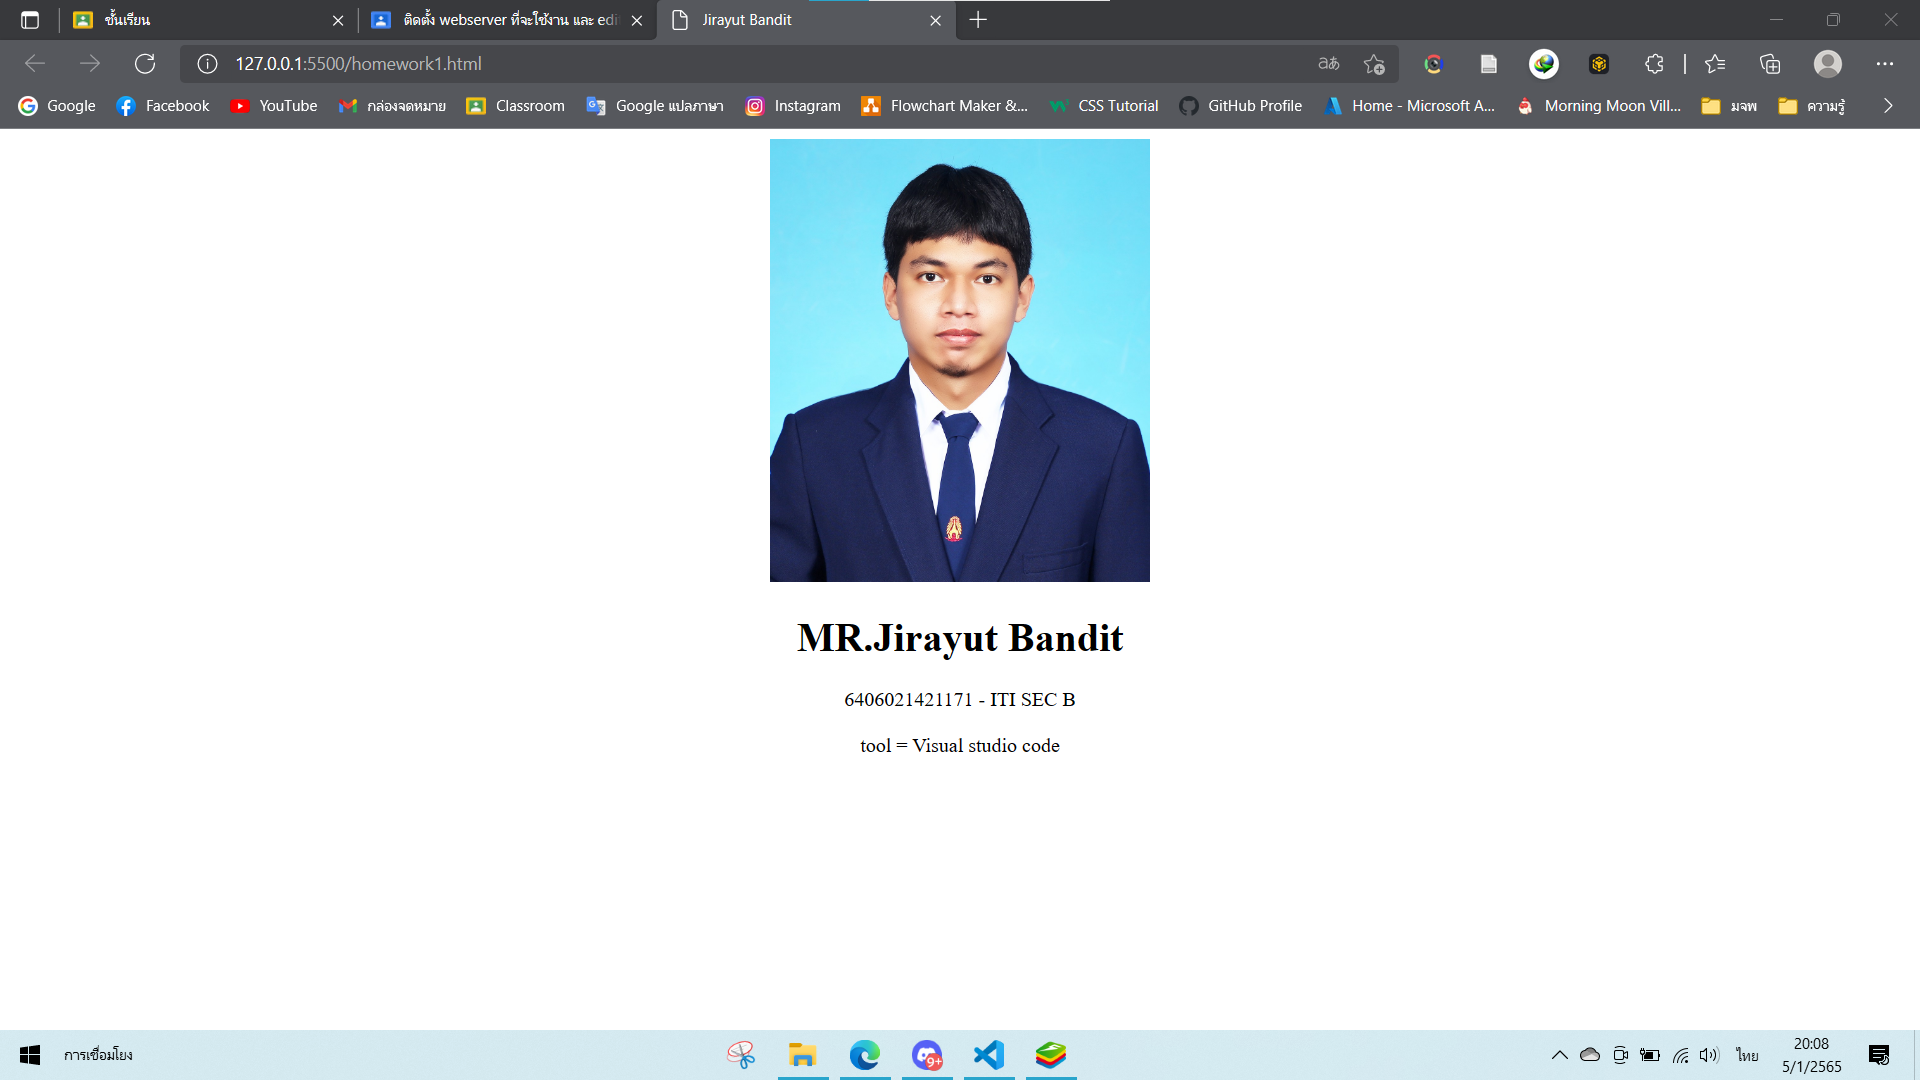 ชั้นเรียน
ติดตั้ง webserver ที่จะใช้งาน และ edi
Jirayut Bandit
127.0.0.1:5500/homework1.html
Google
Facebook
YouTube
กล่องจดหมาย
Classroom
Google แปลภาษา
Instagram
Flowchart Maker &...
CSS Tutorial
GitHub Profile
Home - Microsoft A...
Morning Moon Vill...
มจพ
ความรู้
MR.Jirayut Bandit
6406021421171 - ITI SEC B
tool = Visual studio code
การเชื่อมโยง
9+
ไทย
20:08
5/1/2565